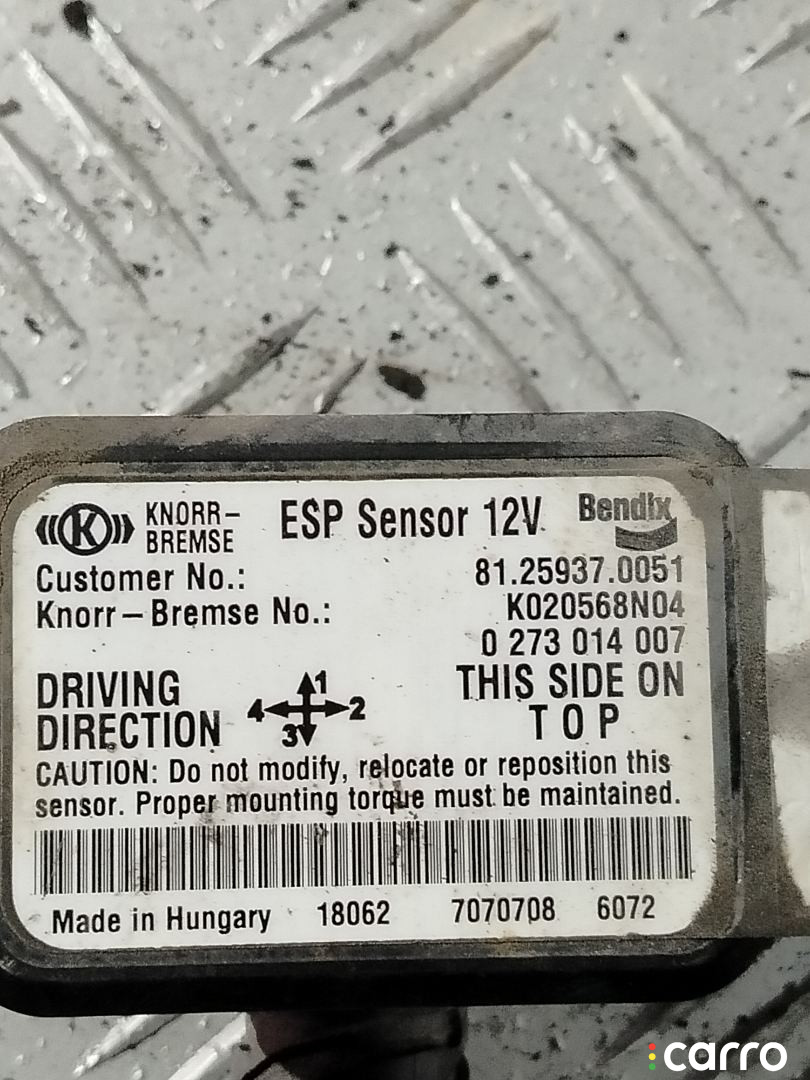 KNORR-
BREMSE
ESP Sensor 12V
Bendix
Customer No.: 81.25937.0051
Knorr-Bremse No.: K020568N04
0 273 014 007
DRIVING
DIRECTION
1
4 2
3
THIS SIDE ON
TOP
CAUTION: Do not modify, relocate or reposition this
sensor. Proper mounting torque must be maintained.
Made in Hungary 18062 7070708 6072
carro